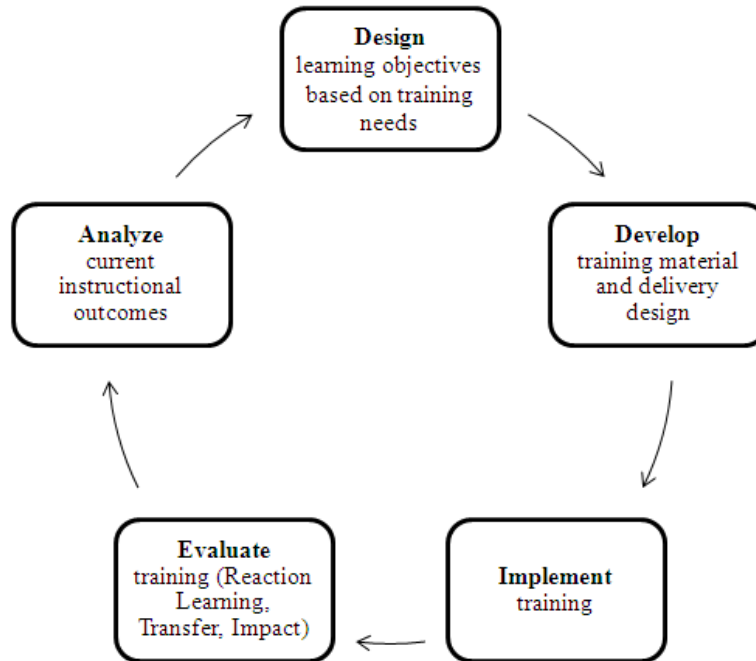 Design
learning objectives
based on training
needs
Develop
training material
and delivery
design
Implement
training
Evaluate
training (Reaction
Learning,
Transfer, Impact)
Analyze
current
instructional
outcomes